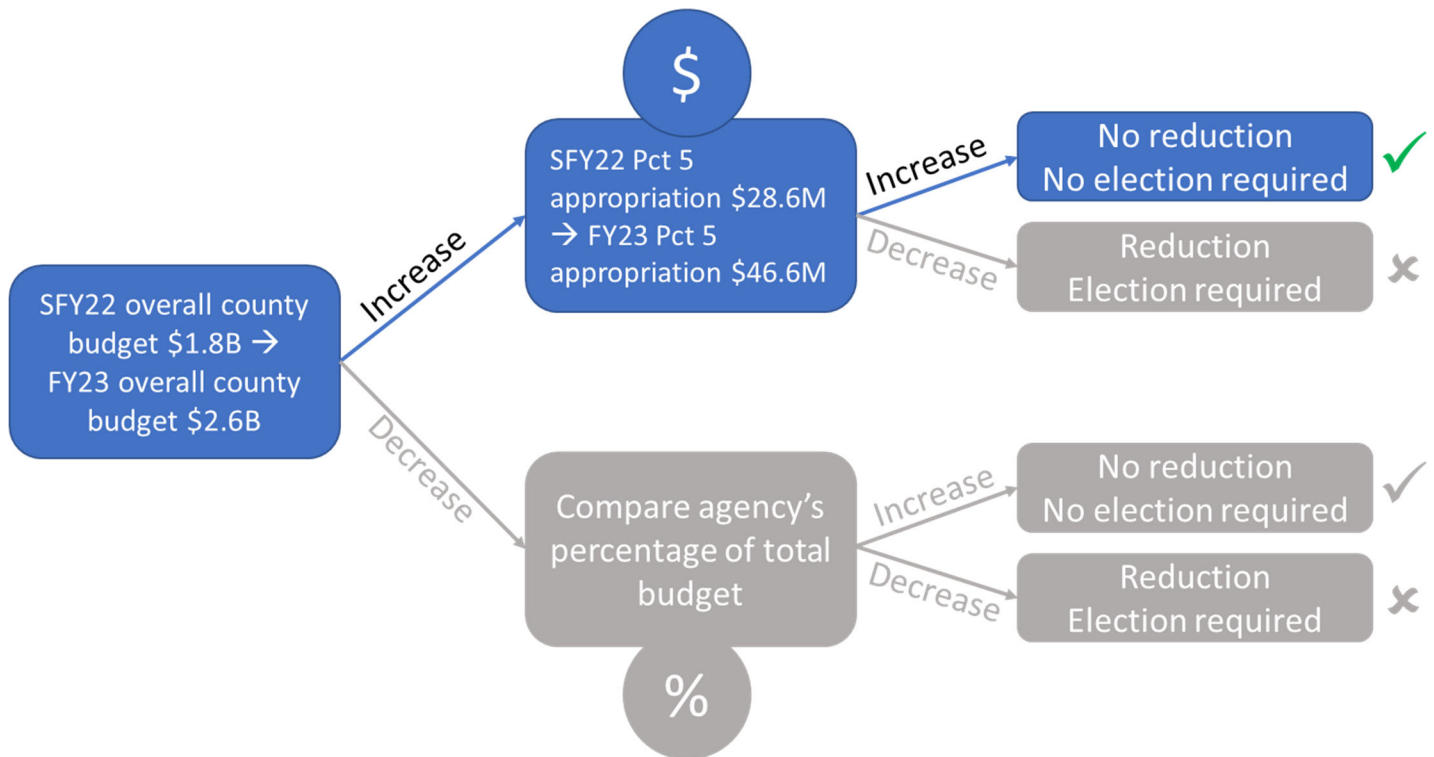 $
SFY22 Pct 5
appropriation $28.6M
→ FY23 Pct 5
appropriation $46.6M
Increase
No reduction
No election required
✓
Decrease
Reduction
Election required
✘
Increase
SFY22 overall county
budget $1.8B →
FY23 overall county
budget $2.6B
Decrease
Compare agency’s
percentage of total
budget
%
Increase
No reduction
No election required
✓
Decrease
Reduction
Election required
✘